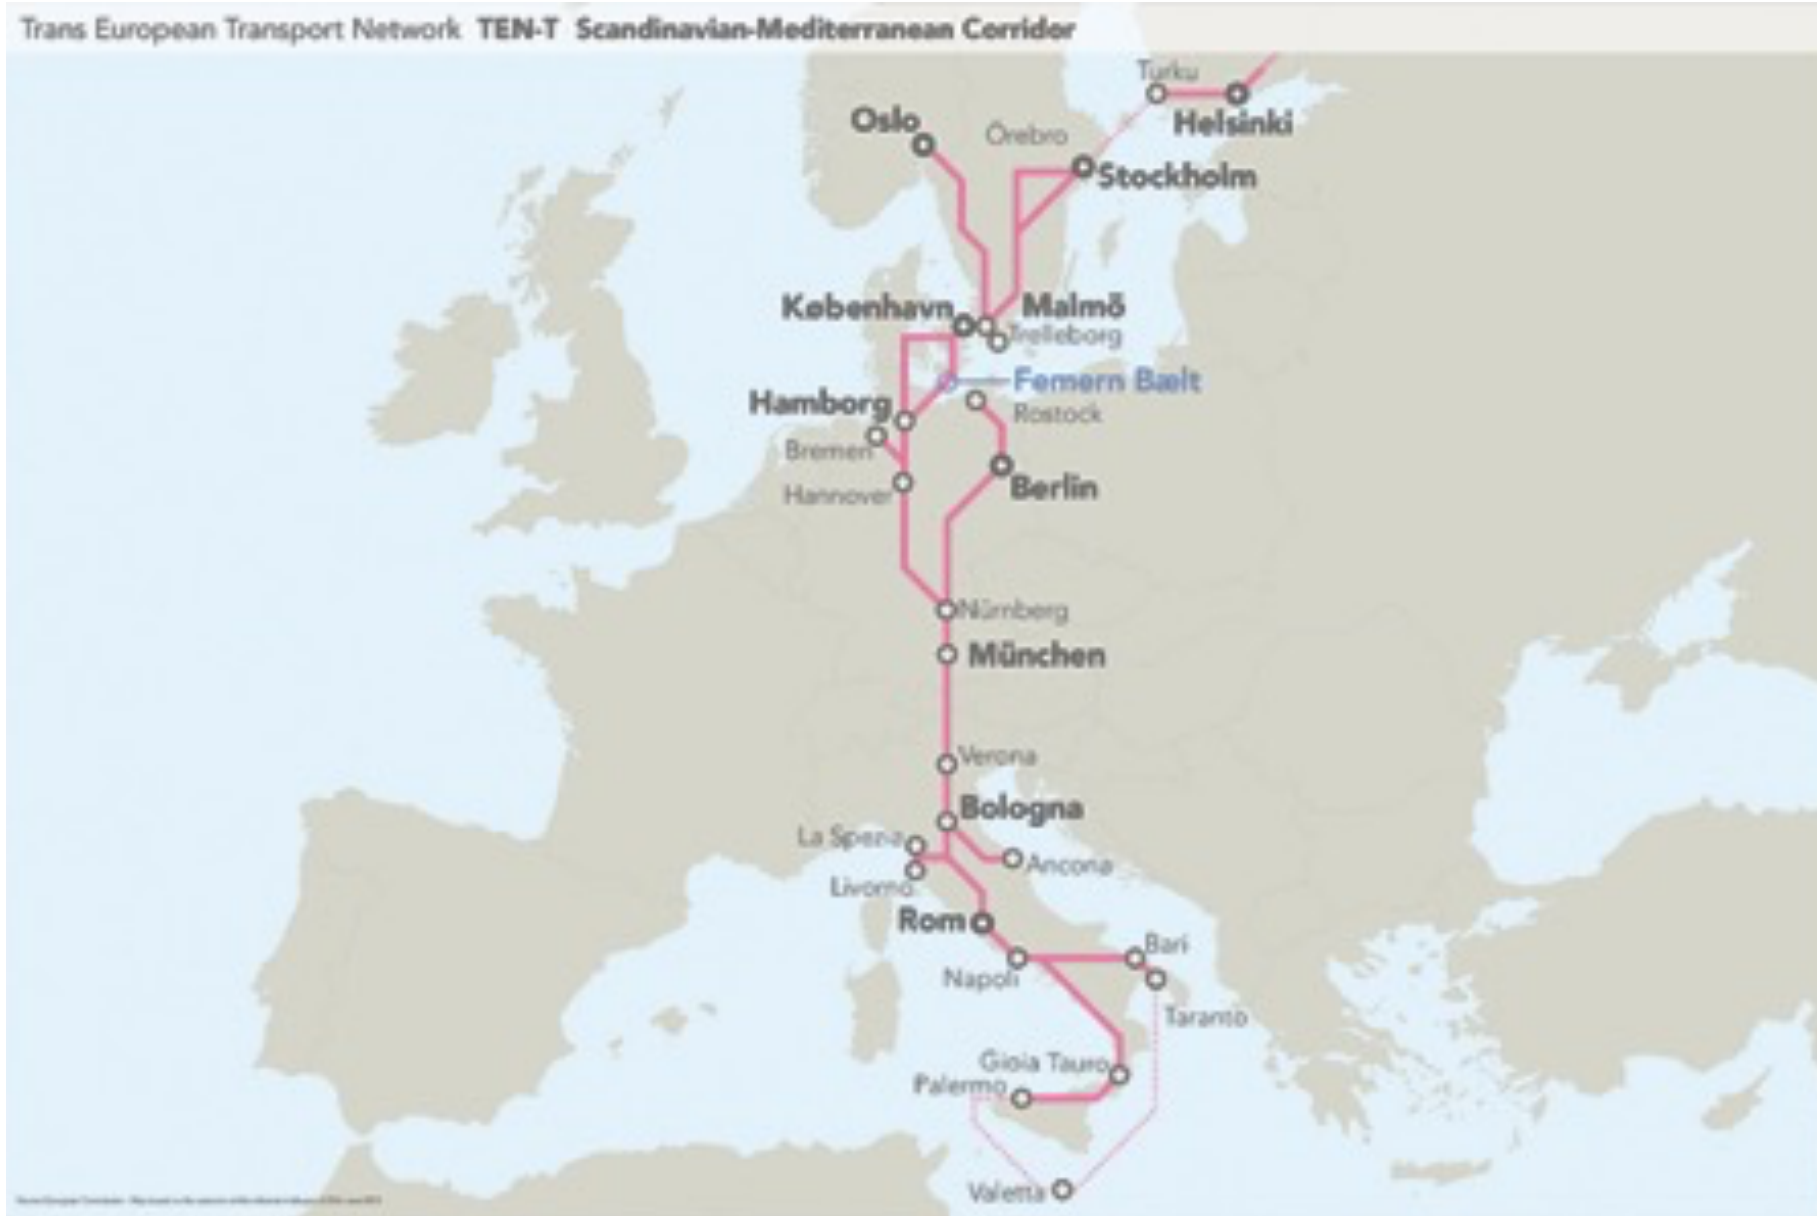 Trans European Transport Network TEN-T Scandinavian-Mediterranean Corridor
Turku
Helsinki
Oslo
Örebro
Stockholm
København
Malmö
Trelleborg
Femern Bælt
Hamborg
Rostock
Bremen
Berlin
Hannover
Nürnberg
München
Verona
Bologna
La Spezia
Ancona
Livorno
Rom
Bari
Napoli
Taranto
Gioia Tauro
Palermo
Valetta